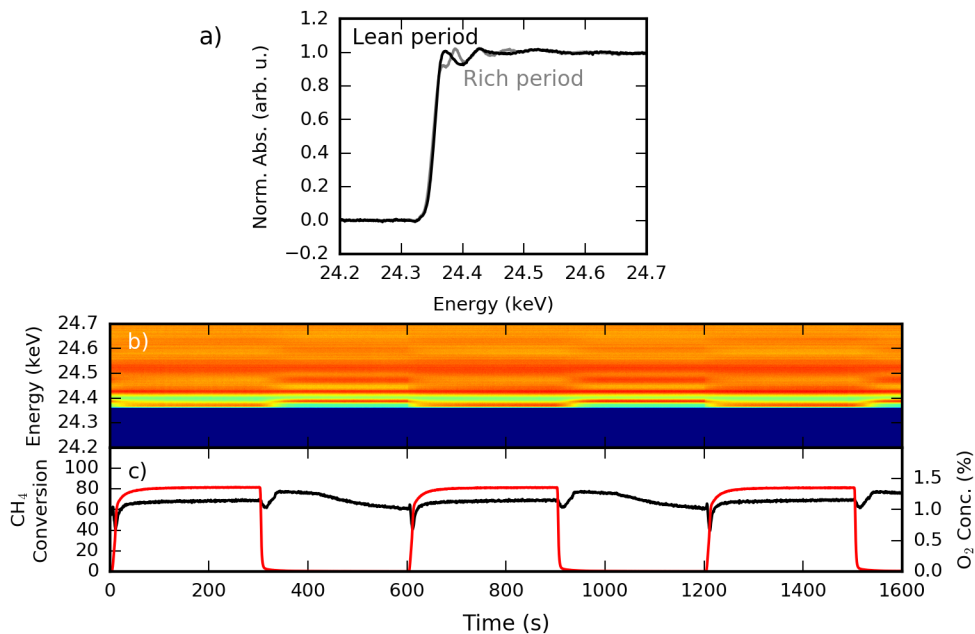 a)
1.2
1.0
0.8
0.6
0.4
0.2
0.0
−0.2
Norm. Abs. (arb. u.)
Lean period
Rich period
24.2 24.3 24.4 24.5 24.6 24.7
Energy (keV)
b)
24.7
24.6
24.5
24.4
24.3
24.2
Energy (keV)
c)
100
80
60
40
20
0
CH₄
Conversion
1.5
1.0
0.5
0.0
O₂ Conc. (%)
0 200 400 600 800 1000 1200 1400 1600
Time (s)